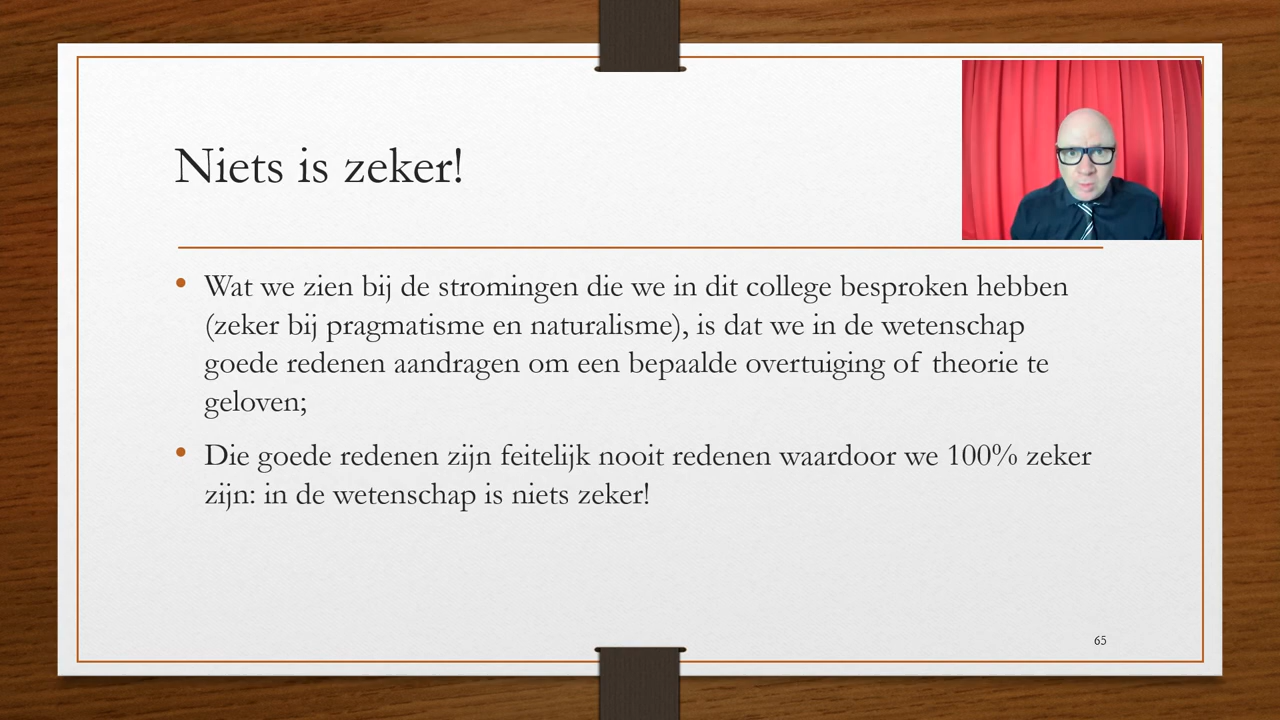 Niets is zeker!
• Wat we zien bij de stromingen die we in dit college besproken hebben
(zeker bij pragmatisme en naturalisme), is dat we in de wetenschap
goede redenen aandragen om een bepaalde overtuiging of theorie te
geloven;
• Die goede redenen zijn feitelijk nooit redenen waardoor we 100% zeker
zijn: in de wetenschap is niets zeker!
65